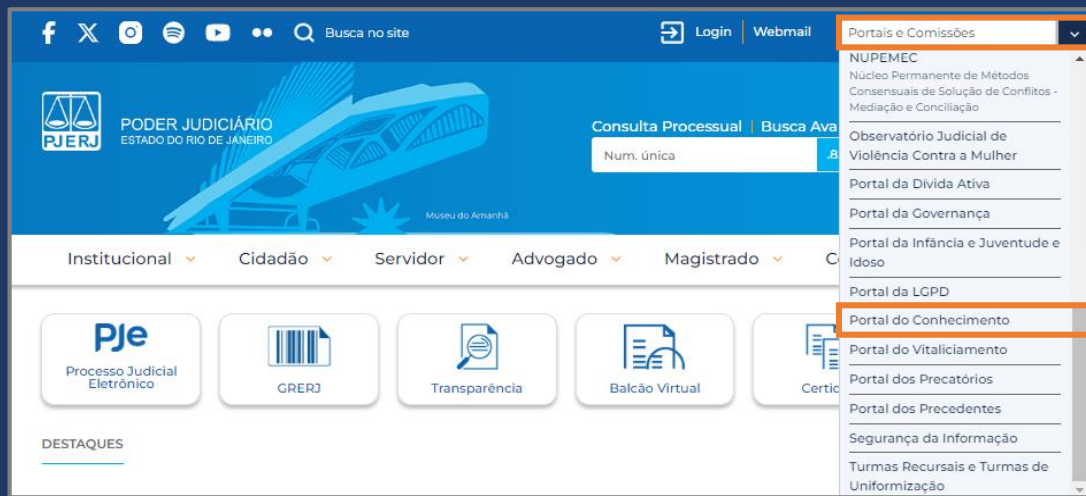 Busca no site
Login
Webmail
Portais e Comissões
PJERJ
PODER JUDICIÁRIO
ESTADO DO RIO DE JANEIRO
Consulta Processual | Busca Ava
Num. única
.8
Museu do Amanhã
NUPEMEC
Núcleo Permanente de Métodos
Consensuais de Solução de Conflitos -
Mediação e Conciliação
Observatório Judicial de
Violência Contra a Mulher
Portal da Dívida Ativa
Portal da Governança
Portal da Infância e Juventude e
Idoso
Portal da LGPD
Portal do Conhecimento
Portal do Vitaliciamento
Portal dos Precatórios
Portal dos Precedentes
Segurança da Informação
Turmas Recursais e Turmas de
Uniformização
Institucional
Cidadão
Servidor
Advogado
Magistrado
C
PJe
Processo Judicial
Eletrônico
GRERJ
Transparência
Balcão Virtual
Certic
DESTAQUES